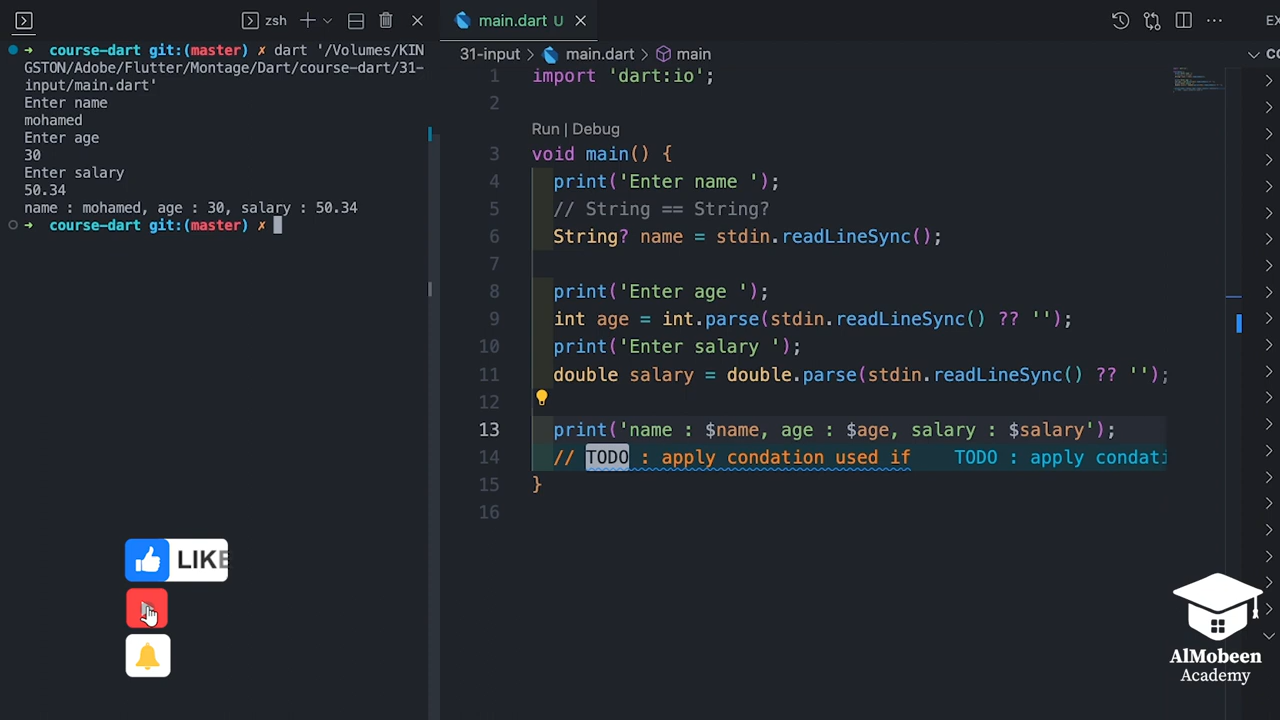 zsh
main.dart U
course-dart git:(master) ✗ dart '/Volumes/KIN
GSTON/Adobe/Flutter/Montage/Dart/course-dart/31-
input/main.dart'
Enter name
mohamed
Enter age
30
Enter salary
50.34
name : mohamed, age : 30, salary : 50.34
course-dart git:(master) ✗
31-input > main.dart > main
1 import 'dart:io';
2
Run | Debug
3 void main() {
4 print('Enter name ');
5 // String == String?
6 String? name = stdin.readLineSync();
7
8 print('Enter age ');
9 int age = int.parse(stdin.readLineSync() ?? '');
10 print('Enter salary ');
11 double salary = double.parse(stdin.readLineSync() ?? '');
12
13 print('name : $name, age : $age, salary : $salary');
14 // TODO : apply condation used if TODO : apply condati
15 }
16
LIKE
AlMobeen
Academy